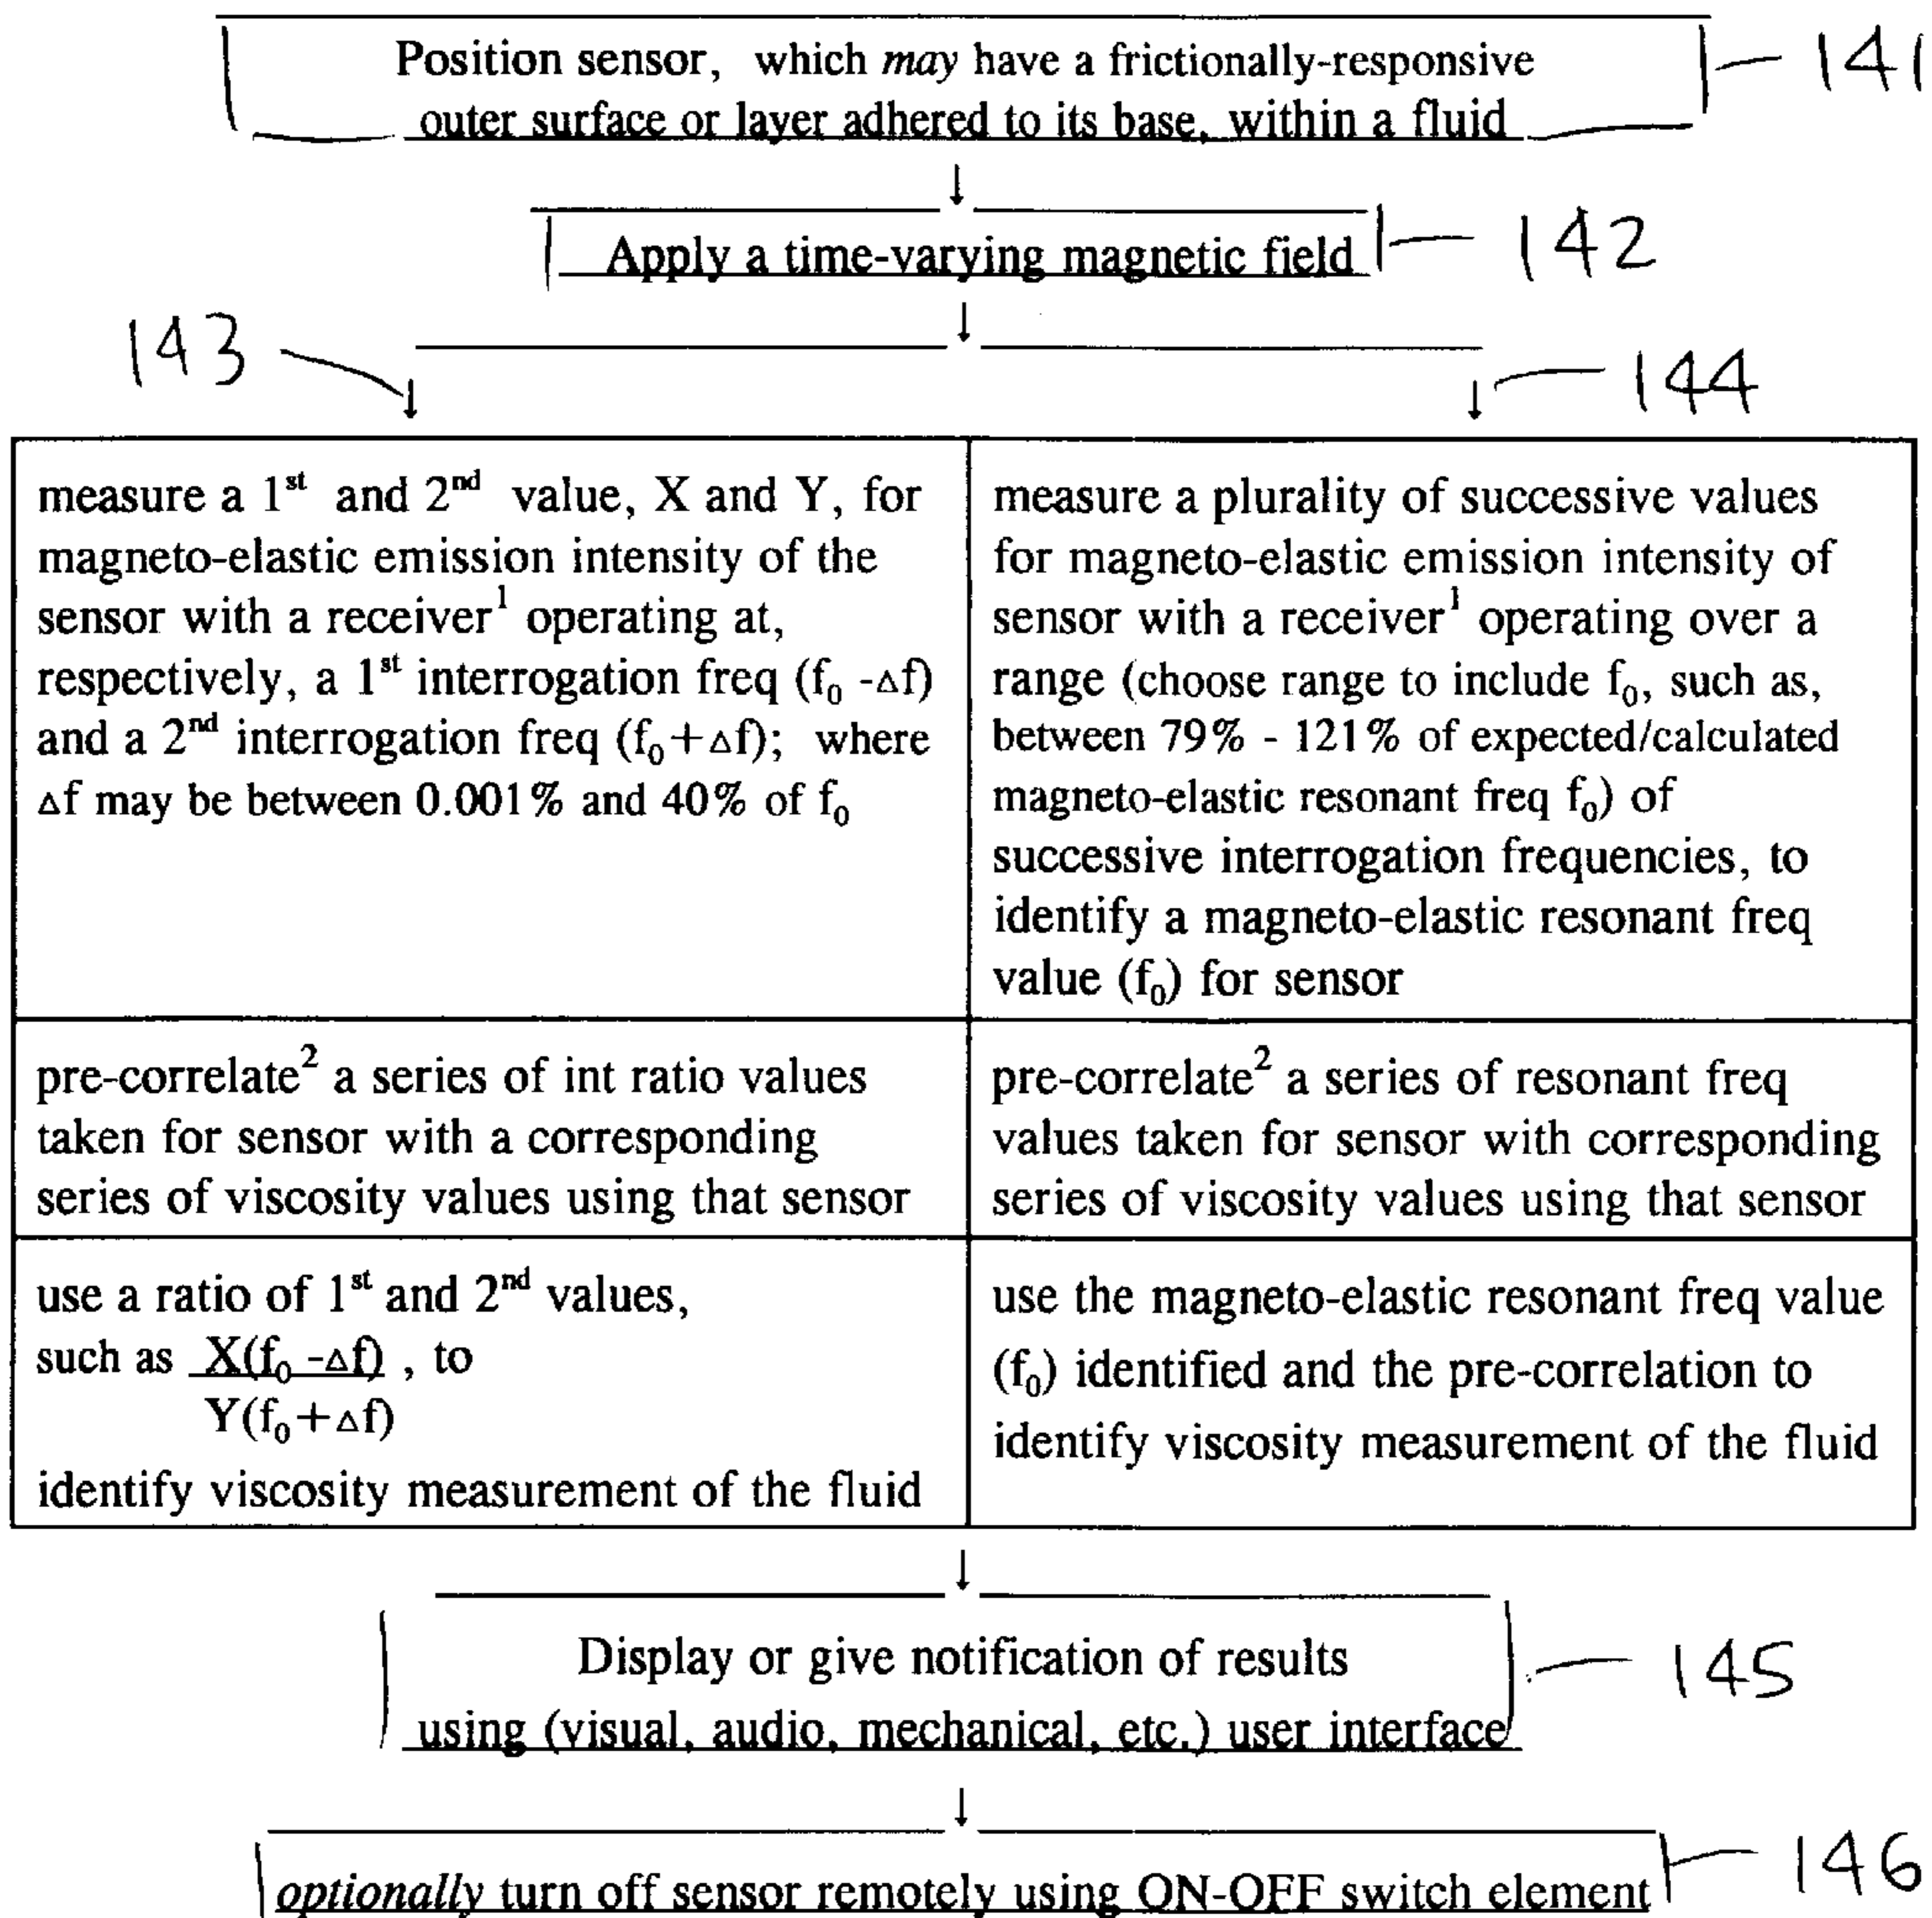 Position sensor, which may have a frictionally-responsive
outer surface or layer adhered to its base, within a fluid
141
↓
Apply a time-varying magnetic field
142
↓
143
↓
144
↓
measure a 1st and 2nd value, X and Y, for
magneto-elastic emission intensity of the
sensor with a receiver1 operating at,
respectively, a 1st interrogation freq (f0 -Δf)
and a 2nd interrogation freq (f0+Δf); where
Δf may be between 0.001% and 40% of f0
measure a plurality of successive values
for magneto-elastic emission intensity of
sensor with a receiver1 operating over a
range (choose range to include f0, such as,
between 79% - 121% of expected/calculated
magneto-elastic resonant freq f0) of
successive interrogation frequencies, to
identify a magneto-elastic resonant freq
value (f0) for sensor
pre-correlate2 a series of int ratio values
taken for sensor with a corresponding
series of viscosity values using that sensor
pre-correlate2 a series of resonant freq
values taken for sensor with corresponding
series of viscosity values using that sensor
use a ratio of 1st and 2nd values,
such as X(f0 -Δf) , to
Y(f0+Δf)
identify viscosity measurement of the fluid
use the magneto-elastic resonant freq value
(f0) identified and the pre-correlation to
identify viscosity measurement of the fluid
↓
Display or give notification of results
using (visual, audio, mechanical, etc.) user interface
145
↓
optionally turn off sensor remotely using ON-OFF switch element
146